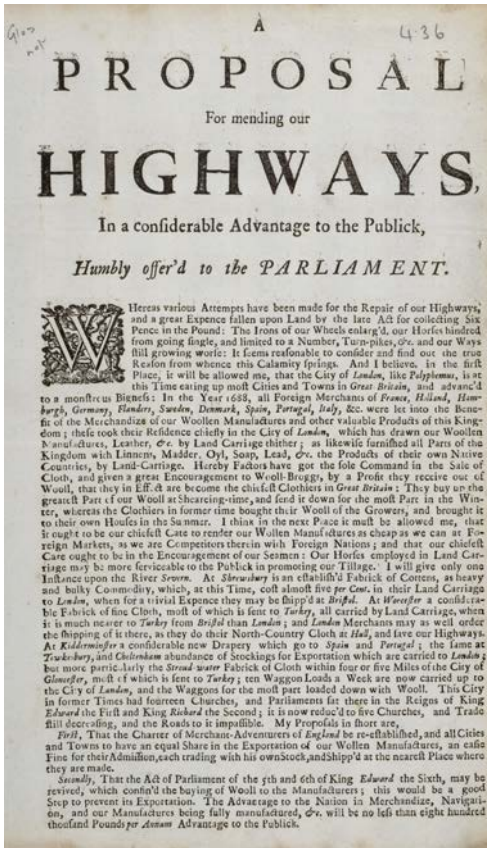 Glos
not
4.36
A
PROPOSAL
For mending our
HIGHWAYS,
In a conſiderable Advantage to the Publick,
Humbly offer'd to the PARLIAMENT.
WHereas various Attempts have been made for the Repair of our Highways,
and a great Expence fallen upon Land by the late Act for collecting Six
Pence in the Pound: The Irons of our Wheels enlarg'd, our Horſes hindred
from going ſingle, and limited to a Number, Turn-pikes, &c. and our Ways
ſtill growing worſe: It ſeems reaſonable to conſider and find out the true
Reaſon from whence this Calamity ſprings. And I believe, in the firſt
Place, it will be allowed me, that the City of London, like Polyphemus, is at
this Time eating up moſt Cities and Towns in Great Britain, and advanc'd
to a monſtrous Bigneſs: In the Year 1688, all Foreign Merchants of France, Holland, Ham-
burgh, Germany, Flanders, Sweden, Denmark, Spain, Portugal, Italy, &c. were let into the Bene-
fit of the Merchandize of our Woollen Manufactures and other valuable Products of this King-
dom; theſe took their Reſidence chiefly in the City of London, which has drawn our Woollen
Manufactures, Leather, &c. by Land Carriage thither; as likewiſe furniſhed all Parts of the
Kingdom with Linnens, Madder, Oyl, Soap, Lead, &c. the Products of their own Native
Countries, by Land-Carriage. Hereby Factors have got the ſole Command in the Sale of
Cloth, and given a great Encouragement to Wooll-Broggs, by a Profit they receive out of
Wooll, that they in Effect are become the chiefeſt Clothiers in Great Britain: They buy up the
greateſt Part of our Wooll at Shearing-time, and ſend it down for the moſt Part in the Win-
ter, whereas the Clothiers in former time bought their Wooll of the Growers, and brought it
to their own Houſes in the Summer. I think in the next Place it muſt be allowed me, that
it ought to be our chiefeſt Care to render our Wollen Manufactures as cheap as we can at Fo-
reign Markets, as we are Competitors therein with Foreign Nations; and that our chiefeſt
Care ought to be in the Encouragement of our Seamen: Our Horſes employed in Land Car-
riage may be more ſerviceable to the Publick in promoting our Tillage. I will give only one
Inſtance upon the River Severn. At Shrewsbury is an eſtabliſh'd Fabrick of Cottens, as heavy
and bulky Commodity, which, at this Time, coſt almoſt five per Cent. in their Land Carriage
to London, when for a trivial Expence they may be ſhipp'd at Briſtol. At Worceſter a conſidera-
ble Fabrick of fine Cloth, moſt of which is ſent to Turkey, all carried by Land Carriage, when
it is much nearer to Turkey from Briſtol than London; and London Merchants may as well order
the ſhipping of it there, as they do their North-Country Cloth at Hull, and ſave our Highways.
At Kidderminſter a conſiderable new Drapery which go to Spain and Portugal; the ſame at
Tewkeſbury, and Cheltenham abundance of Stockings for Exportation which are carried to London;
but more particularly the Stroud-water Fabrick of Cloth within four or five Miles of the City of
Gloceſter, moſt of which is ſent to Turkey; ten Waggon Loads a Week are now carried up to
the City of London, and the Waggons for the moſt part loaded down with Wooll. This City
in former Times had fourteen Churches, and Parliaments ſat there in the Reigns of King
Edward the Firſt and King Richard the Second; it is now reduc'd to five Churches, and Trade
ſtill decreaſing, and the Roads to it impaſſible. My Propoſals in ſhort are,
Firſt, That the Charter of Merchant-Adventurers of England be re-eſtabliſhed, and all Cities
and Towns to have an equal Share in the Exportation of our Wollen Manufactures, an eaſie
Fine for their Admiſſion, each trading with his own Stock, and Shipp'd at the neareſt Place where
they are made.
Secondly, That the Act of Parliament of the 5th and 6th of King Edward the Sixth, may be
revived, which confin'd the buying of Wooll to the Manufacturers; this would be a good
Step to prevent its Exportation. The Advantage to the Nation in Merchandize, Navigati-
on, and our Manufactures being fully manufactured, &c. will be no leſs than eight hundred
thouſand Pounds per Annum Advantage to the Publick.